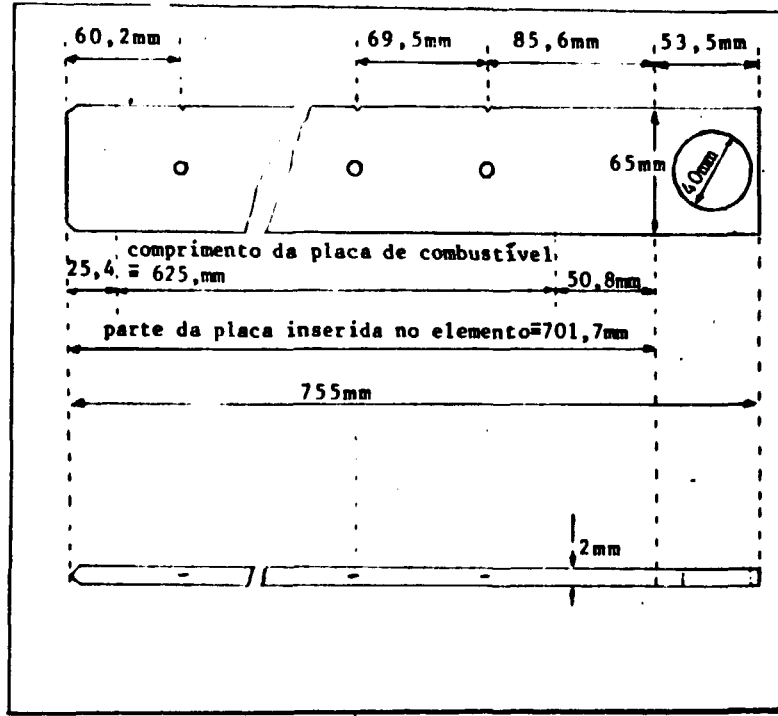 60,2mm 69,5mm 85,6mm 53,5mm
65mm
40mm
comprimento da placa de combustível
25,4 = 625,mm 50,8mm
parte da placa inserida no elemento=701,7mm
755mm
2mm